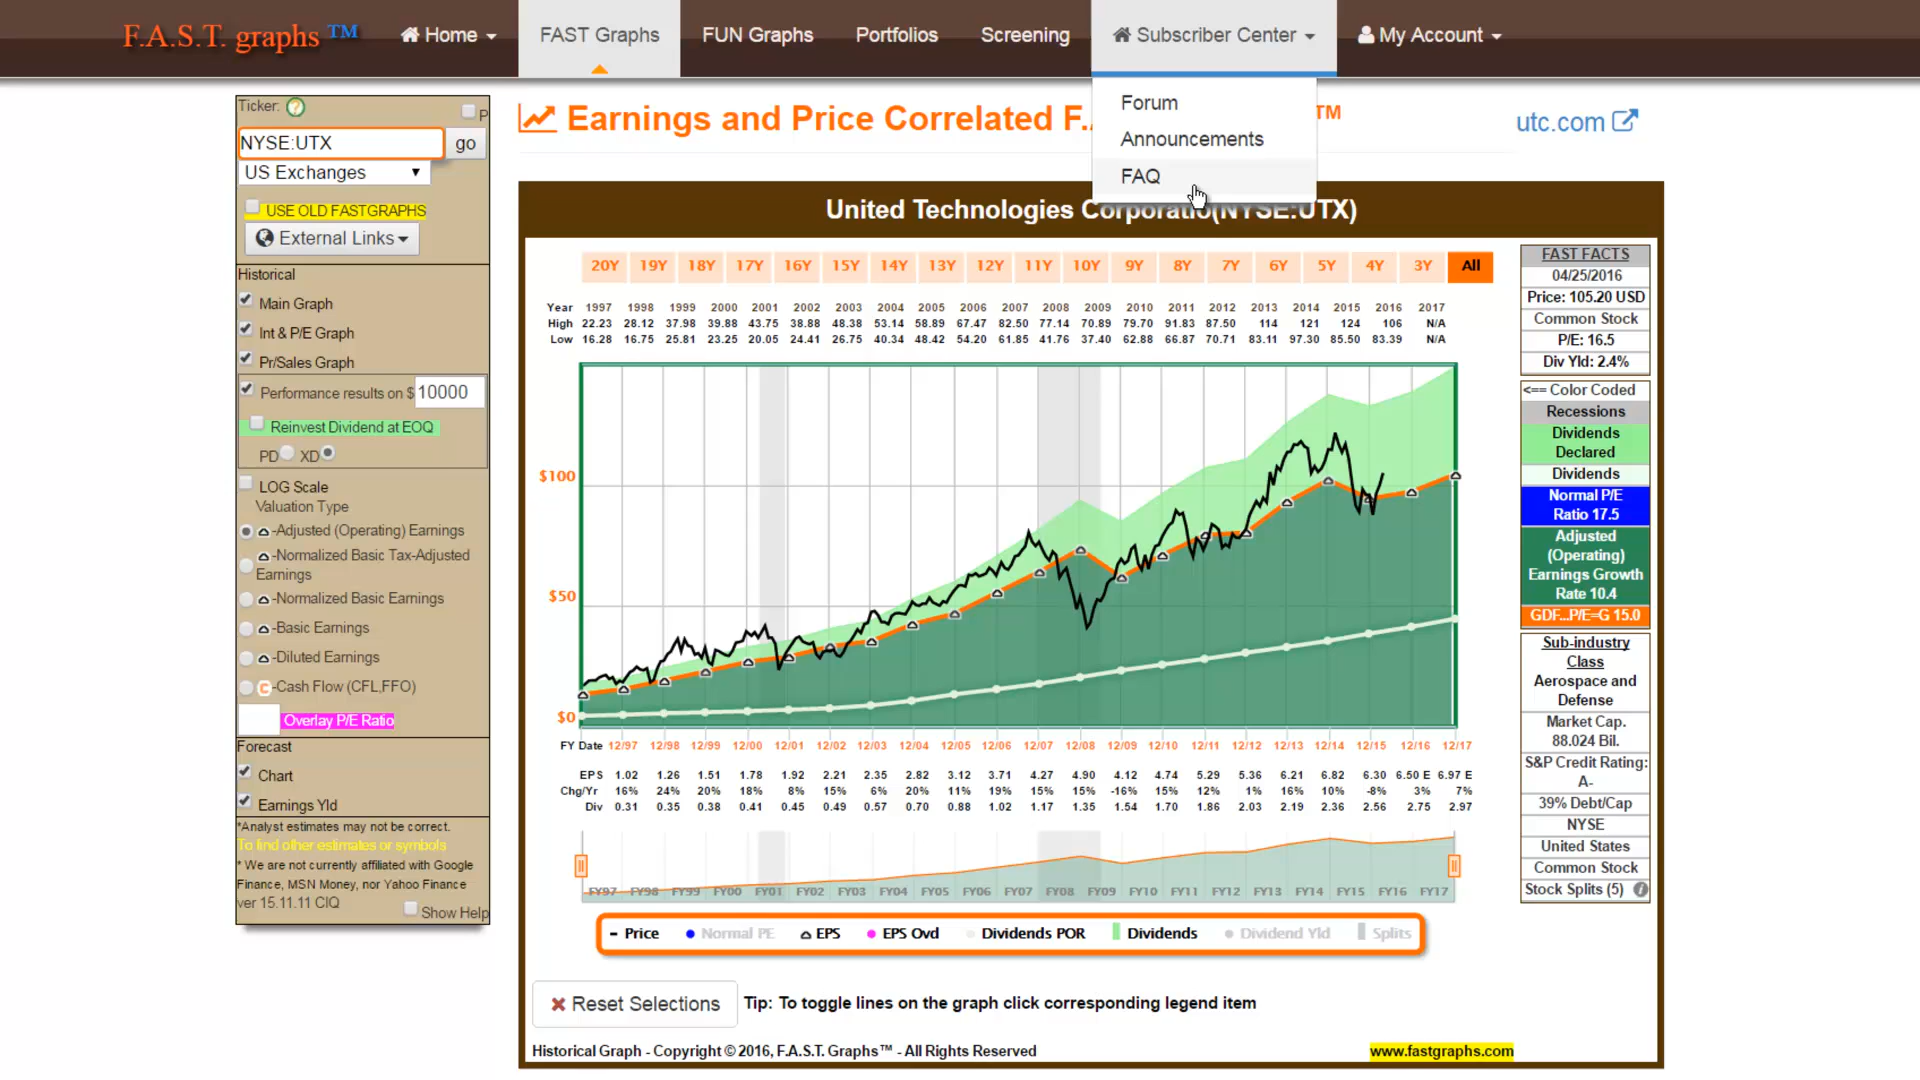 F.A.S.T. graphs ™
Home
FAST Graphs
FUN Graphs
Portfolios
Screening
Subscriber Center
My Account
Forum
Announcements
FAQ
Ticker:
P
NYSE:UTX
go
US Exchanges
USE OLD FASTGRAPHS
External Links
Historical
Main Graph
Int & P/E Graph
Pr/Sales Graph
Performance results on $ 10000
Reinvest Dividend at EOQ
PD XD
LOG Scale
Valuation Type
-Adjusted (Operating) Earnings
-Normalized Basic Tax-Adjusted
Earnings
-Normalized Basic Earnings
-Basic Earnings
-Diluted Earnings
C-Cash Flow (CFL,FFO)
Overlay P/E Ratio
Forecast
Chart
Earnings Yld
*Analyst estimates may not be correct.
To find other estimates or symbols
* We are not currently affiliated with Google
Finance, MSN Money, nor Yahoo Finance
ver 15.11.11 CIQ
Show Help
Earnings and Price Correlated F. ™
utc.com
United Technologies Corporatio(NYSE:UTX)
20Y 19Y 18Y 17Y 16Y 15Y 14Y 13Y 12Y 11Y 10Y 9Y 8Y 7Y 6Y 5Y 4Y 3Y All
Year 1997 1998 1999 2000 2001 2002 2003 2004 2005 2006 2007 2008 2009 2010 2011 2012 2013 2014 2015 2016 2017
High 22.23 28.12 37.98 39.88 43.75 38.88 48.38 53.14 58.89 67.47 82.50 77.14 70.89 79.70 91.83 87.50 114 121 124 106 N/A
Low 16.28 16.75 25.81 23.25 20.05 24.41 26.75 40.34 48.42 54.20 61.85 41.76 37.40 62.88 66.87 70.71 83.11 97.30 85.50 83.39 N/A
$100
$50
$0
FY Date 12/97 12/98 12/99 12/00 12/01 12/02 12/03 12/04 12/05 12/06 12/07 12/08 12/09 12/10 12/11 12/12 12/13 12/14 12/15 12/16 12/17
EPS 1.02 1.26 1.51 1.78 1.92 2.21 2.35 2.82 3.12 3.71 4.27 4.90 4.12 4.74 5.29 5.36 6.21 6.82 6.30 6.50 E 6.97 E
Chg/Yr 16% 24% 20% 18% 8% 15% 6% 20% 11% 19% 15% 15% -16% 15% 12% 1% 16% 10% -8% 3% 7%
Div 0.31 0.35 0.38 0.41 0.45 0.49 0.57 0.70 0.88 1.02 1.17 1.35 1.54 1.70 1.86 2.03 2.19 2.36 2.56 2.75 2.97
FY97 FY98 FY99 FY00 FY01 FY02 FY03 FY04 FY05 FY06 FY07 FY08 FY09 FY10 FY11 FY12 FY13 FY14 FY15 FY16 FY17
Price Normal PE EPS EPS Ovd Dividends POR Dividends Dividend Yld Splits
Reset Selections
Tip: To toggle lines on the graph click corresponding legend item
Historical Graph - Copyright © 2016, F.A.S.T. Graphs™ - All Rights Reserved
www.fastgraphs.com
FAST FACTS
04/25/2016
Price: 105.20 USD
Common Stock
P/E: 16.5
Div Yld: 2.4%
<== Color Coded
Recessions
Dividends
Declared
Dividends
Normal P/E
Ratio 17.5
Adjusted
(Operating)
Earnings Growth
Rate 10.4
GDF...P/E=G 15.0
Sub-industry
Class
Aerospace and
Defense
Market Cap.
88.024 Bil.
S&P Credit Rating:
A-
39% Debt/Cap
NYSE
United States
Common Stock
Stock Splits (5)